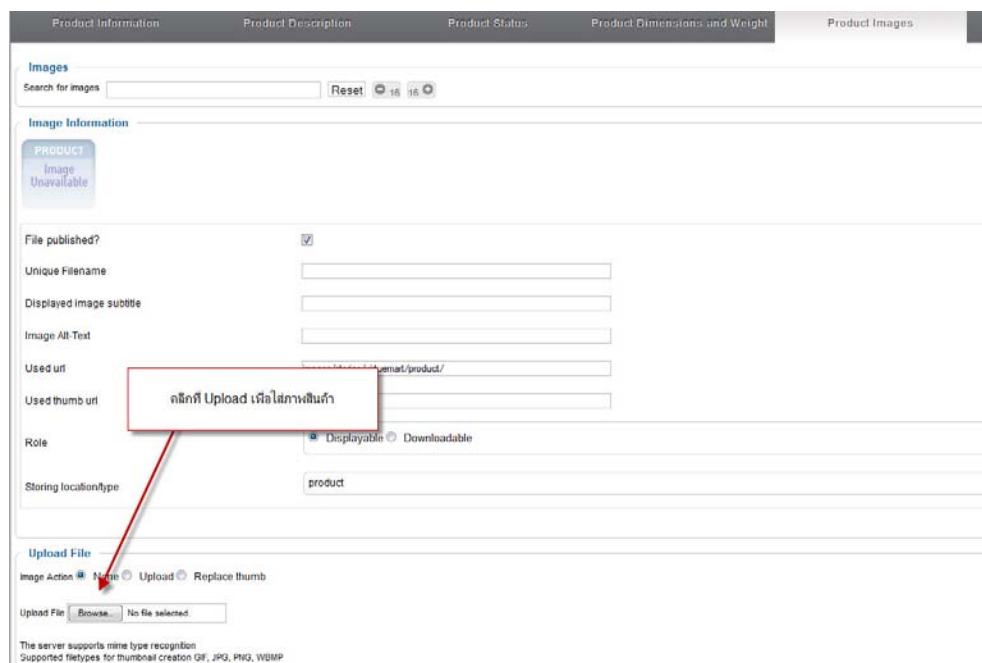 Product Information Product Description Product Status Product Dimensions and Weight Product Images
Images
Search for images Reset 16 16
Image Information
PRODUCT
Image
Unavailable
File published?
Unique Filename
Displayed image subtitle
Image Alt-Text
Used url /product/
Used thumb url
คลิกที่ Upload เพื่อใส่ภาพสินค้า
Role Displayable Downloadable
Storing location/type product
Upload File
Image Action None Upload Replace thumb
Upload File Browse... No file selected.
The server supports mime type recognition
Supported filetypes for thumbnail creation GIF, JPG, PNG, WBMP